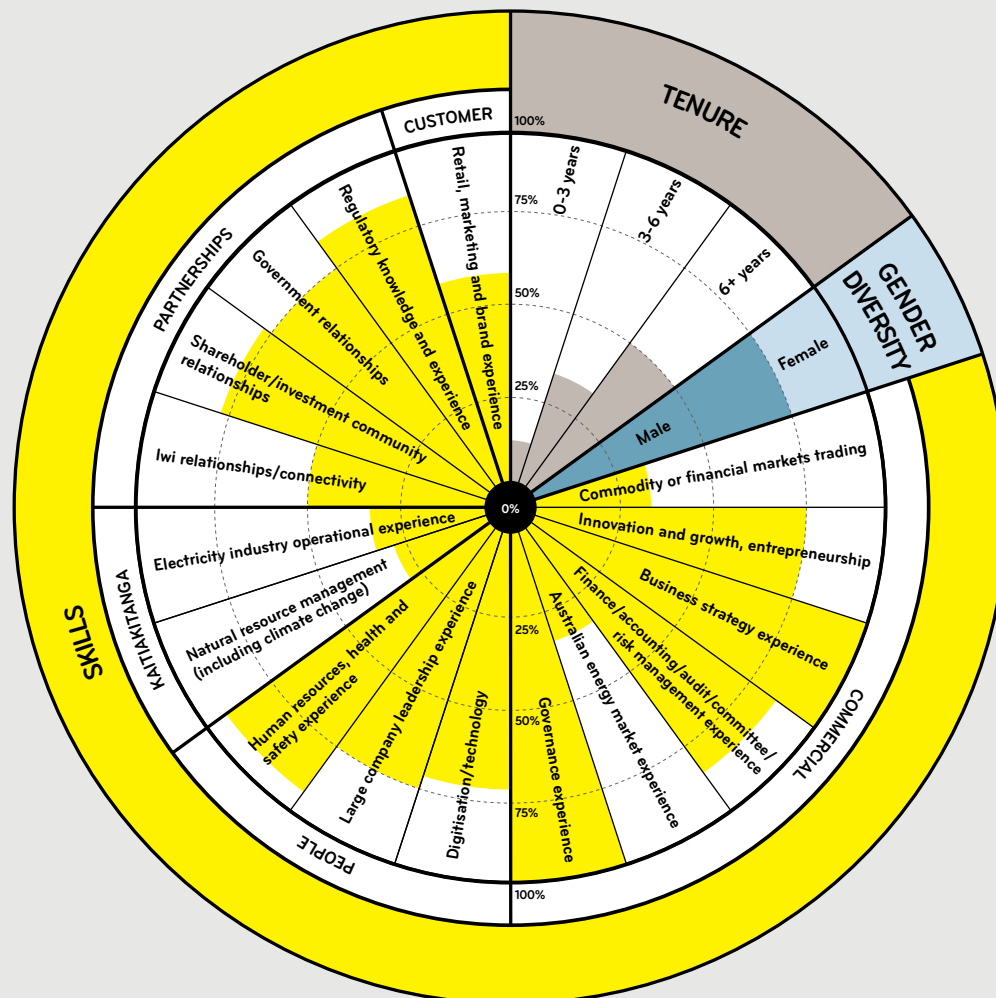 TENURE
GENDER
DIVERSITY
SKILLS
CUSTOMER
PARTNERSHIPS
KAITIAKITANGA
PEOPLE
COMMERCIAL
100%
75%
50%
25%
0%
25%
50%
75%
100%
0-3 years
3-6 years
6+ years
Female
Male
Commodity or financial markets trading
Innovation and growth, entrepreneurship
Business strategy experience
Finance/accounting/audit/committee/
risk management experience
Australian energy market experience
Governance experience
Digitisation/technology
Large company leadership experience
Human resources, health and
safety experience
Natural resource management
(including climate change)
Electricity industry operational experience
Iwi relationships/connectivity
Shareholder/investment community
relationships
Government relationships
Regulatory knowledge and experience
Retail, marketing and brand experience